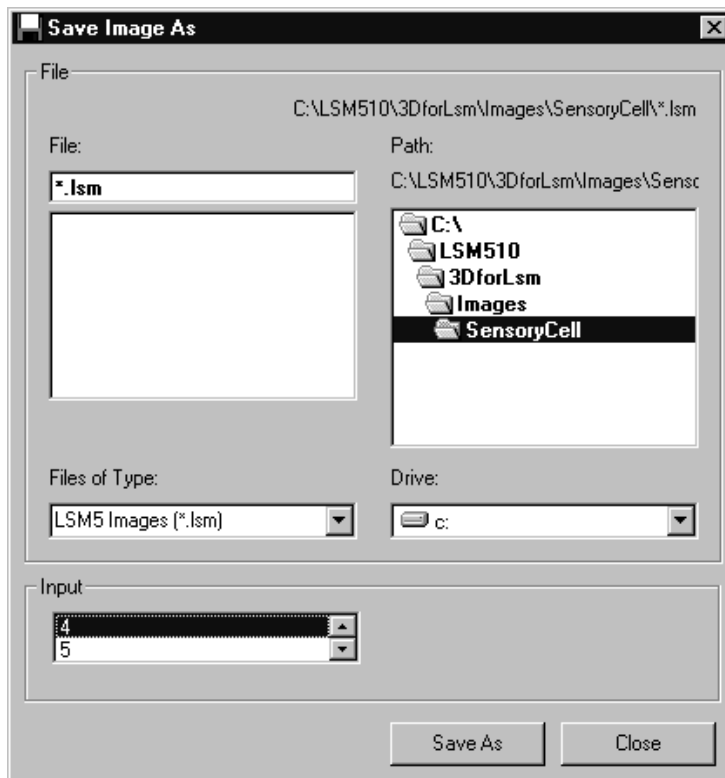 Save Image As
File
C:\LSM510\3DforLsm\Images\SensoryCell\*.lsm
File:
Path:
*.lsm
C:\LSM510\3DforLsm\Images\Senso
C:\
LSM510
3DforLsm
Images
SensoryCell
Files of Type:
Drive:
LSM5 Images (*.lsm)
c:
Input
4
5
Save As
Close